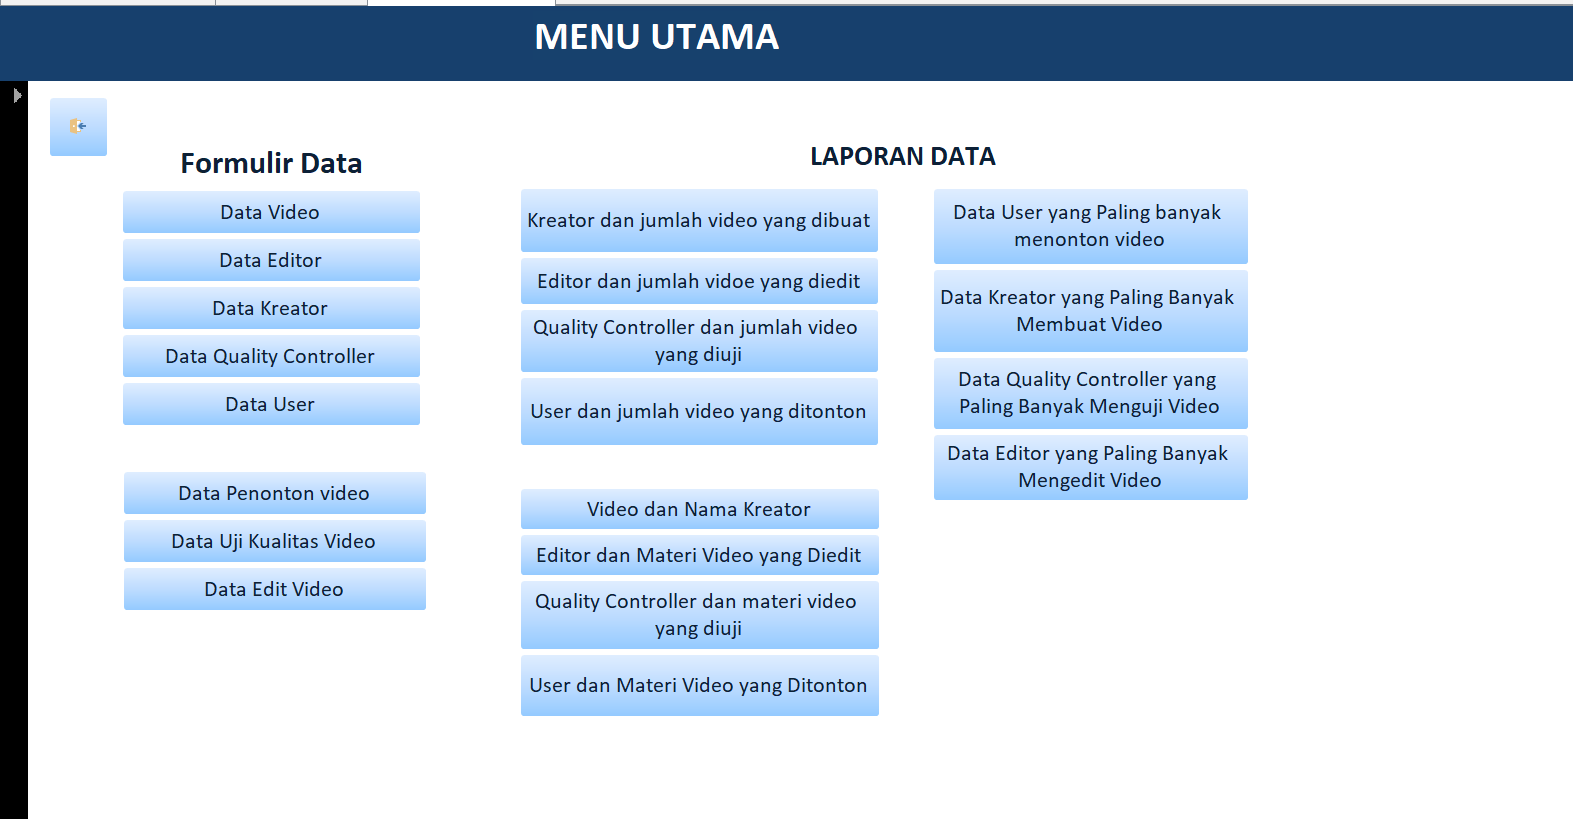 MENU UTAMA
Formulir Data
Data Video
Data Editor
Data Kreator
Data Quality Controller
Data User
Data Penonton video
Data Uji Kualitas Video
Data Edit Video
LAPORAN DATA
Kreator dan jumlah video yang dibuat
Editor dan jumlah vidoe yang diedit
Quality Controller dan jumlah video
yang diuji
User dan jumlah video yang ditonton
Video dan Nama Kreator
Editor dan Materi Video yang Diedit
Quality Controller dan materi video
yang diuji
User dan Materi Video yang Ditonton
Data User yang Paling banyak
menonton video
Data Kreator yang Paling Banyak
Membuat Video
Data Quality Controller yang
Paling Banyak Menguji Video
Data Editor yang Paling Banyak
Mengedit Video